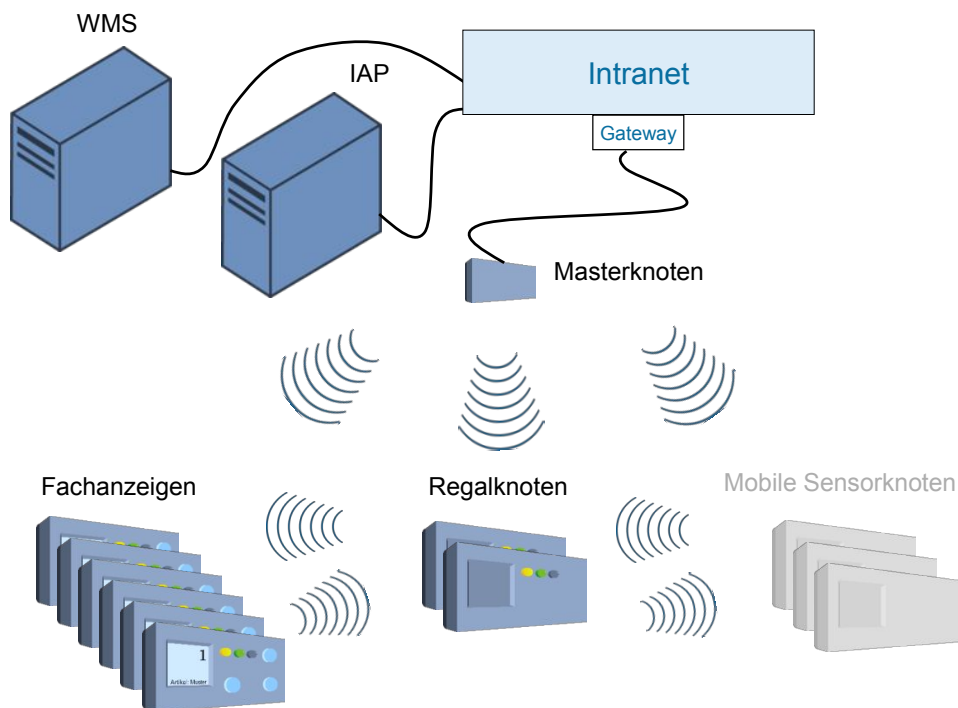 WMS
IAP
Intranet
Gateway
Masterknoten
Fachanzeigen
Regalknoten
Mobile Sensorknoten
1
Artikel: Muster